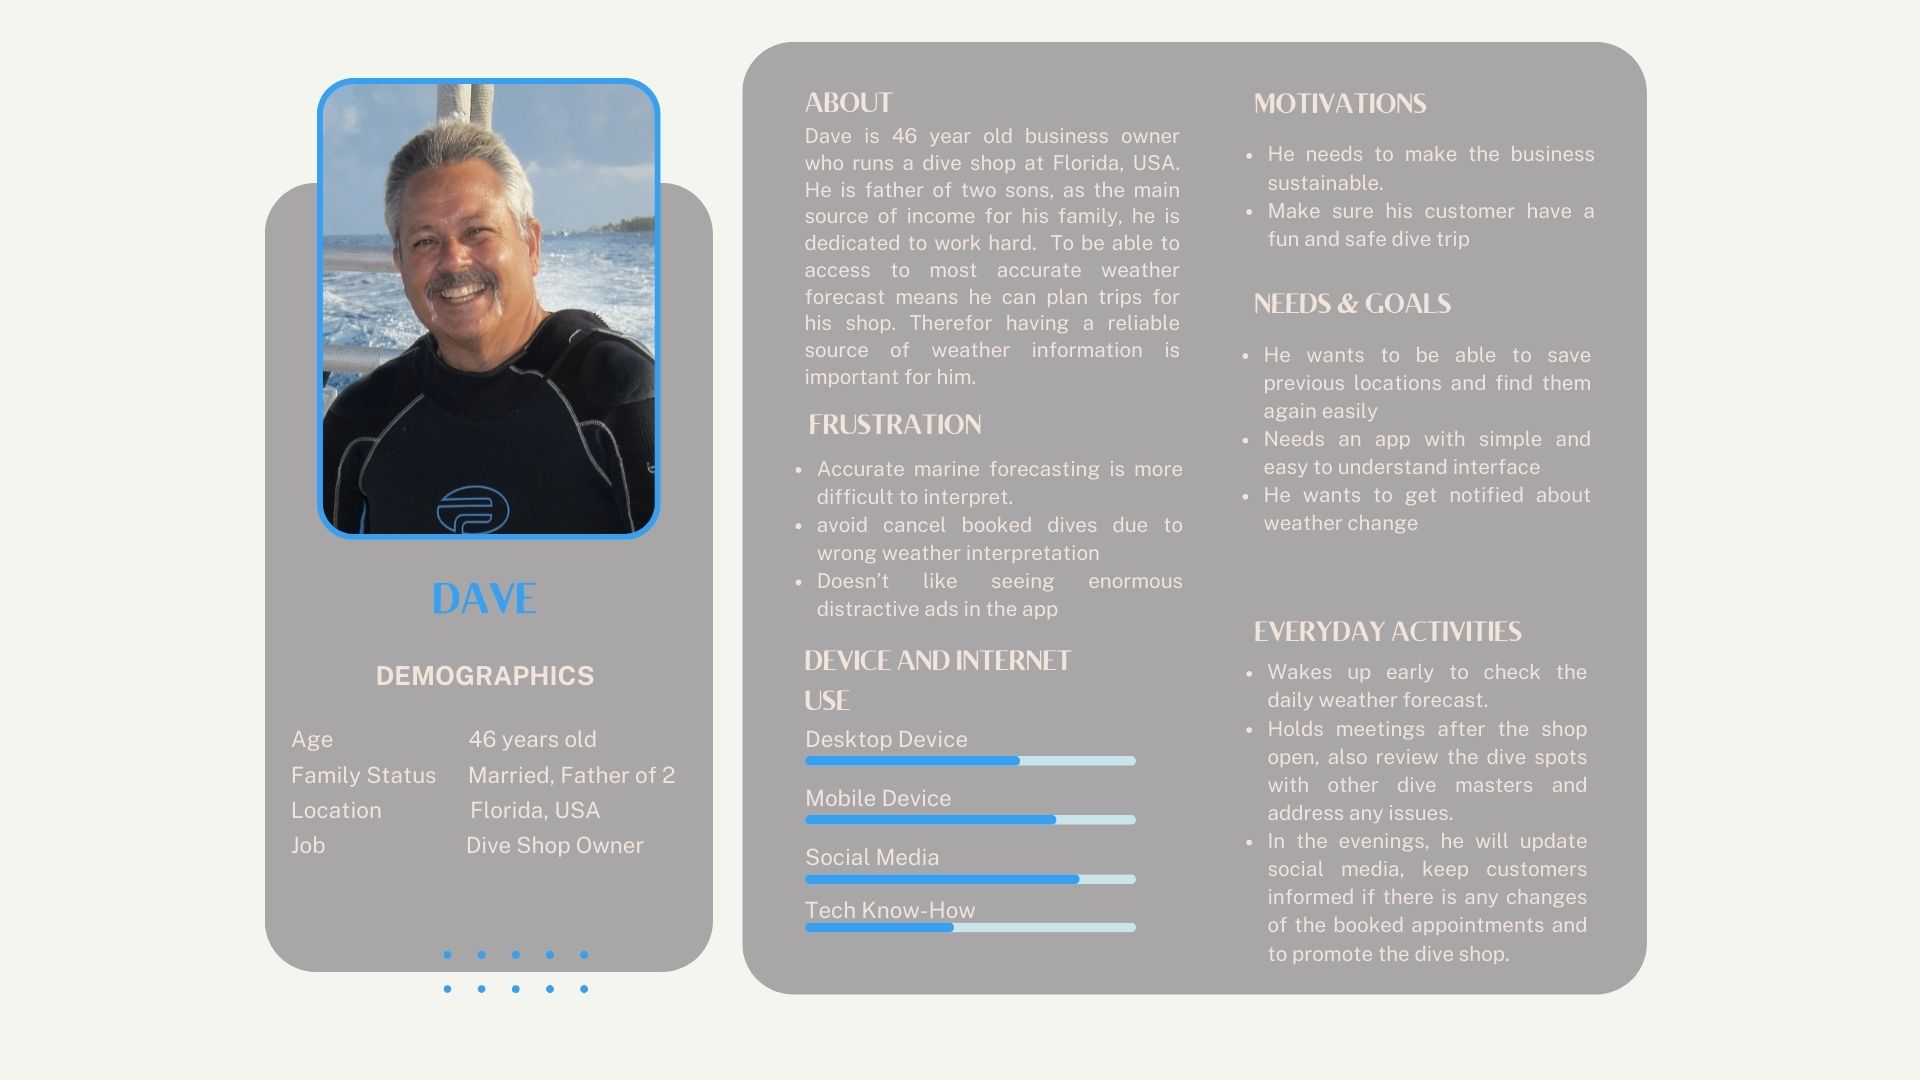 DAVE
DEMOGRAPHICS
Age 46 years old
Family Status Married, Father of 2
Location Florida, USA
Job Dive Shop Owner
ABOUT
Dave is 46 year old business owner
who runs a dive shop at Florida, USA.
He is father of two sons, as the main
source of income for his family, he is
dedicated to work hard. To be able to
access to most accurate weather
forecast means he can plan trips for
his shop. Therefor having a reliable
source of weather information is
important for him.
FRUSTRATION
• Accurate marine forecasting is more
difficult to interpret.
• avoid cancel booked dives due to
wrong weather interpretation
• Doesn’t like seeing enormous
distractive ads in the app
DEVICE AND INTERNET
USE
Desktop Device
Mobile Device
Social Media
Tech Know-How
MOTIVATIONS
• He needs to make the business
sustainable.
• Make sure his customer have a
fun and safe dive trip
NEEDS & GOALS
• He wants to be able to save
previous locations and find them
again easily
• Needs an app with simple and
easy to understand interface
• He wants to get notified about
weather change
EVERYDAY ACTIVITIES
• Wakes up early to check the
daily weather forecast.
• Holds meetings after the shop
open, also review the dive spots
with other dive masters and
address any issues.
• In the evenings, he will update
social media, keep customers
informed if there is any changes
of the booked appointments and
to promote the dive shop.